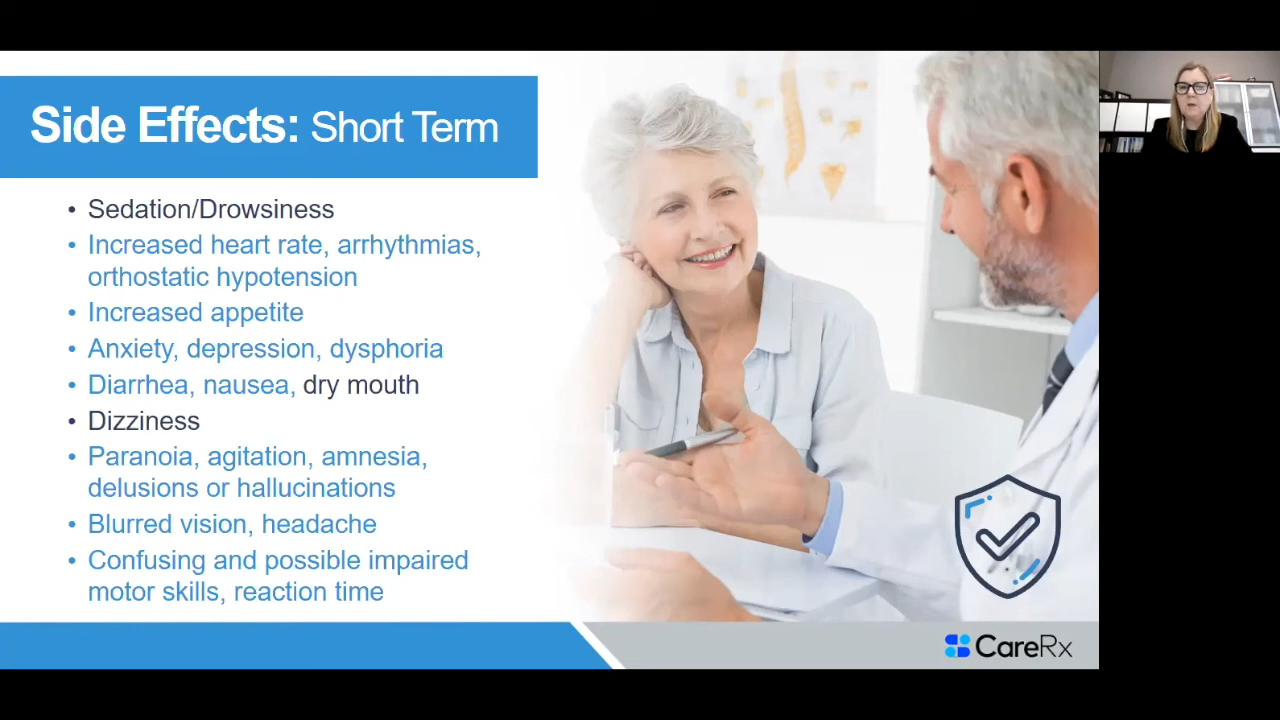 Side Effects: Short Term
• Sedation/Drowsiness
• Increased heart rate, arrhythmias,
orthostatic hypotension
• Increased appetite
• Anxiety, depression, dysphoria
• Diarrhea, nausea, dry mouth
• Dizziness
• Paranoia, agitation, amnesia,
delusions or hallucinations
• Blurred vision, headache
• Confusing and possible impaired
motor skills, reaction time
CareRx